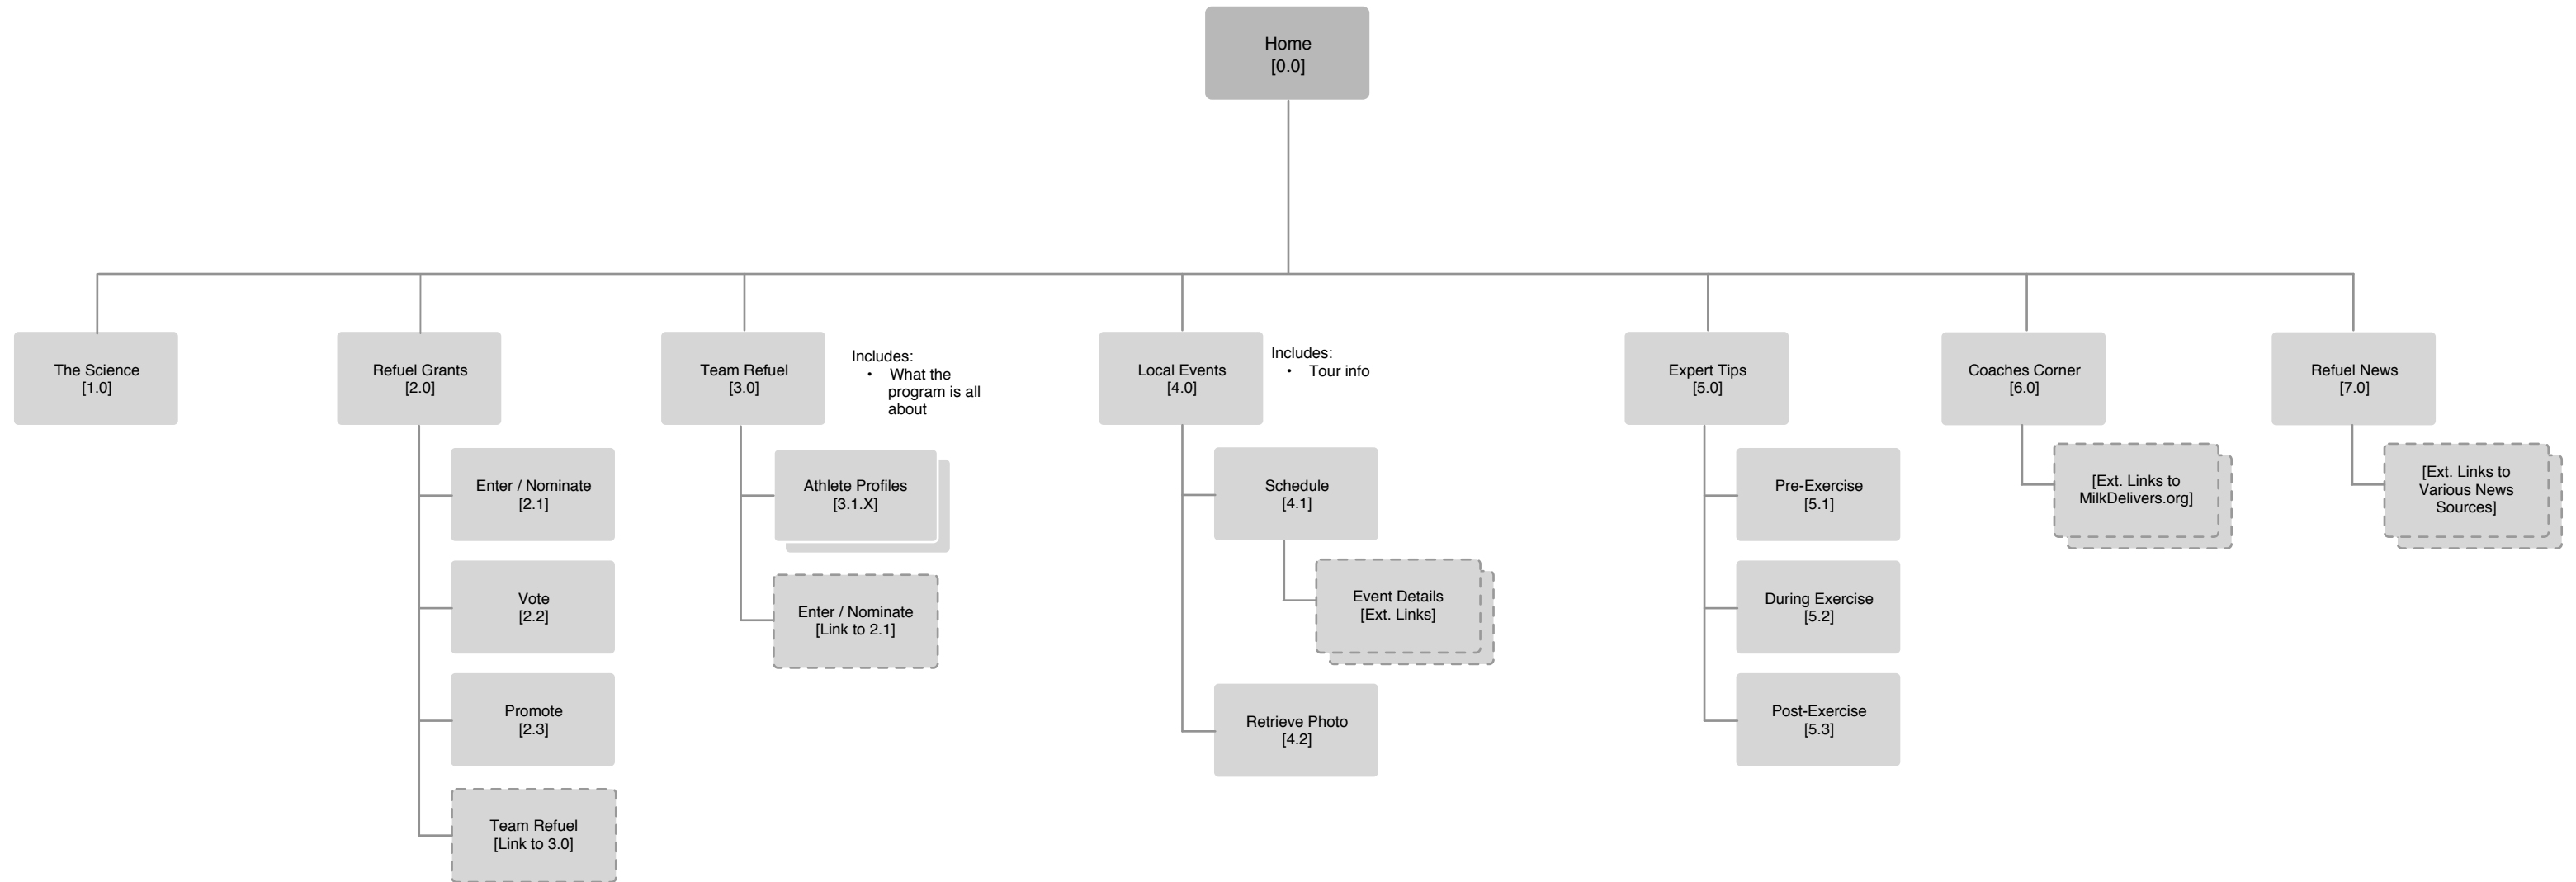 Home
[0.0]
The Science
[1.0]
Refuel Grants
[2.0]
Enter / Nominate
[2.1]
Vote
[2.2]
Promote
[2.3]
Team Refuel
[Link to 3.0]
Team Refuel
[3.0]
Includes:
• What the
program is all
about
Athlete Profiles
[3.1.X]
Enter / Nominate
[Link to 2.1]
Local Events
[4.0]
Includes:
• Tour info
Schedule
[4.1]
Event Details
[Ext. Links]
Retrieve Photo
[4.2]
Expert Tips
[5.0]
Pre-Exercise
[5.1]
During Exercise
[5.2]
Post-Exercise
[5.3]
Coaches Corner
[6.0]
[Ext. Links to
MilkDelivers.org]
Refuel News
[7.0]
[Ext. Links to
Various News
Sources]